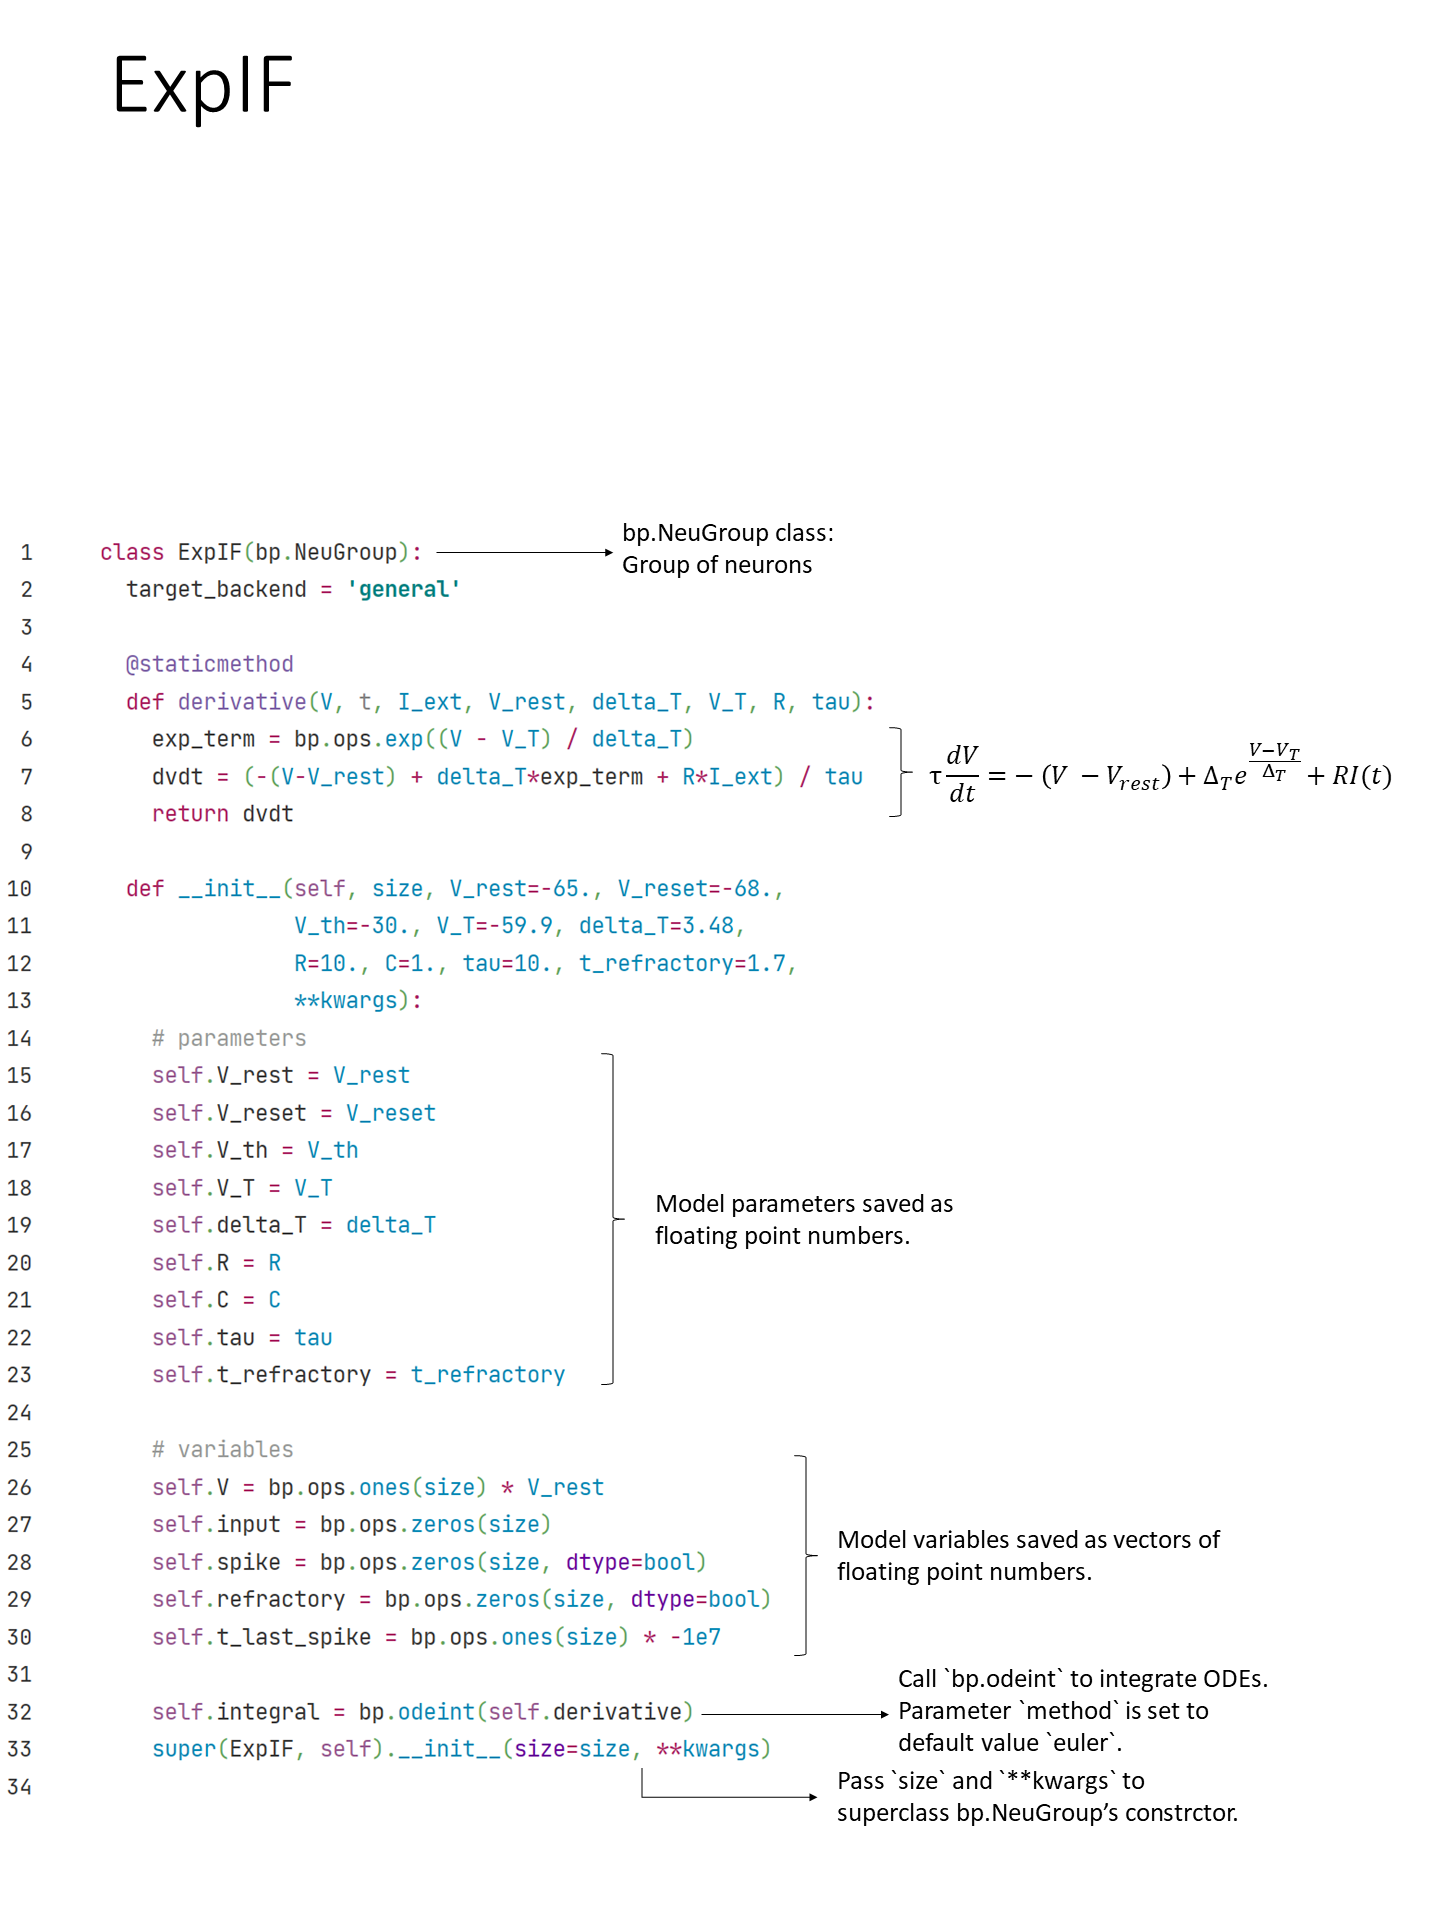 ExpIF
1 class ExpIF(bp.NeuGroup):
bp.NeuGroup class:
Group of neurons
2 target_backend = 'general'
3
4 @staticmethod
5 def derivative(V, t, I_ext, V_rest, delta_T, V_T, R, tau):
6 exp_term = bp.ops.exp((V - V_T) / delta_T)
7 dvdt = (-(V-V_rest) + delta_T*exp_term + R*I_ext) / tau
τ dV/dt = − (V − V_rest) + Δ_T e^((V−V_T)/Δ_T) + RI(t)
8 return dvdt
9
10 def __init__(self, size, V_rest=-65., V_reset=-68.,
11 V_th=-30., V_T=-59.9, delta_T=3.48,
12 R=10., C=1., tau=10., t_refractory=1.7,
13 **kwargs):
14 # parameters
15 self.V_rest = V_rest
16 self.V_reset = V_reset
17 self.V_th = V_th
18 self.V_T = V_T
19 self.delta_T = delta_T
20 self.R = R
21 self.C = C
22 self.tau = tau
23 self.t_refractory = t_refractory
Model parameters saved as
floating point numbers.
24
25 # variables
26 self.V = bp.ops.ones(size) * V_rest
27 self.input = bp.ops.zeros(size)
28 self.spike = bp.ops.zeros(size, dtype=bool)
29 self.refractory = bp.ops.zeros(size, dtype=bool)
30 self.t_last_spike = bp.ops.ones(size) * -1e7
Model variables saved as vectors of
floating point numbers.
31
32 self.integral = bp.odeint(self.derivative)
Call `bp.odeint` to integrate ODEs.
Parameter `method` is set to
default value `euler`.
33 super(ExpIF, self).__init__(size=size, **kwargs)
Pass `size` and `**kwargs` to
superclass bp.NeuGroup’s constrctor.
34